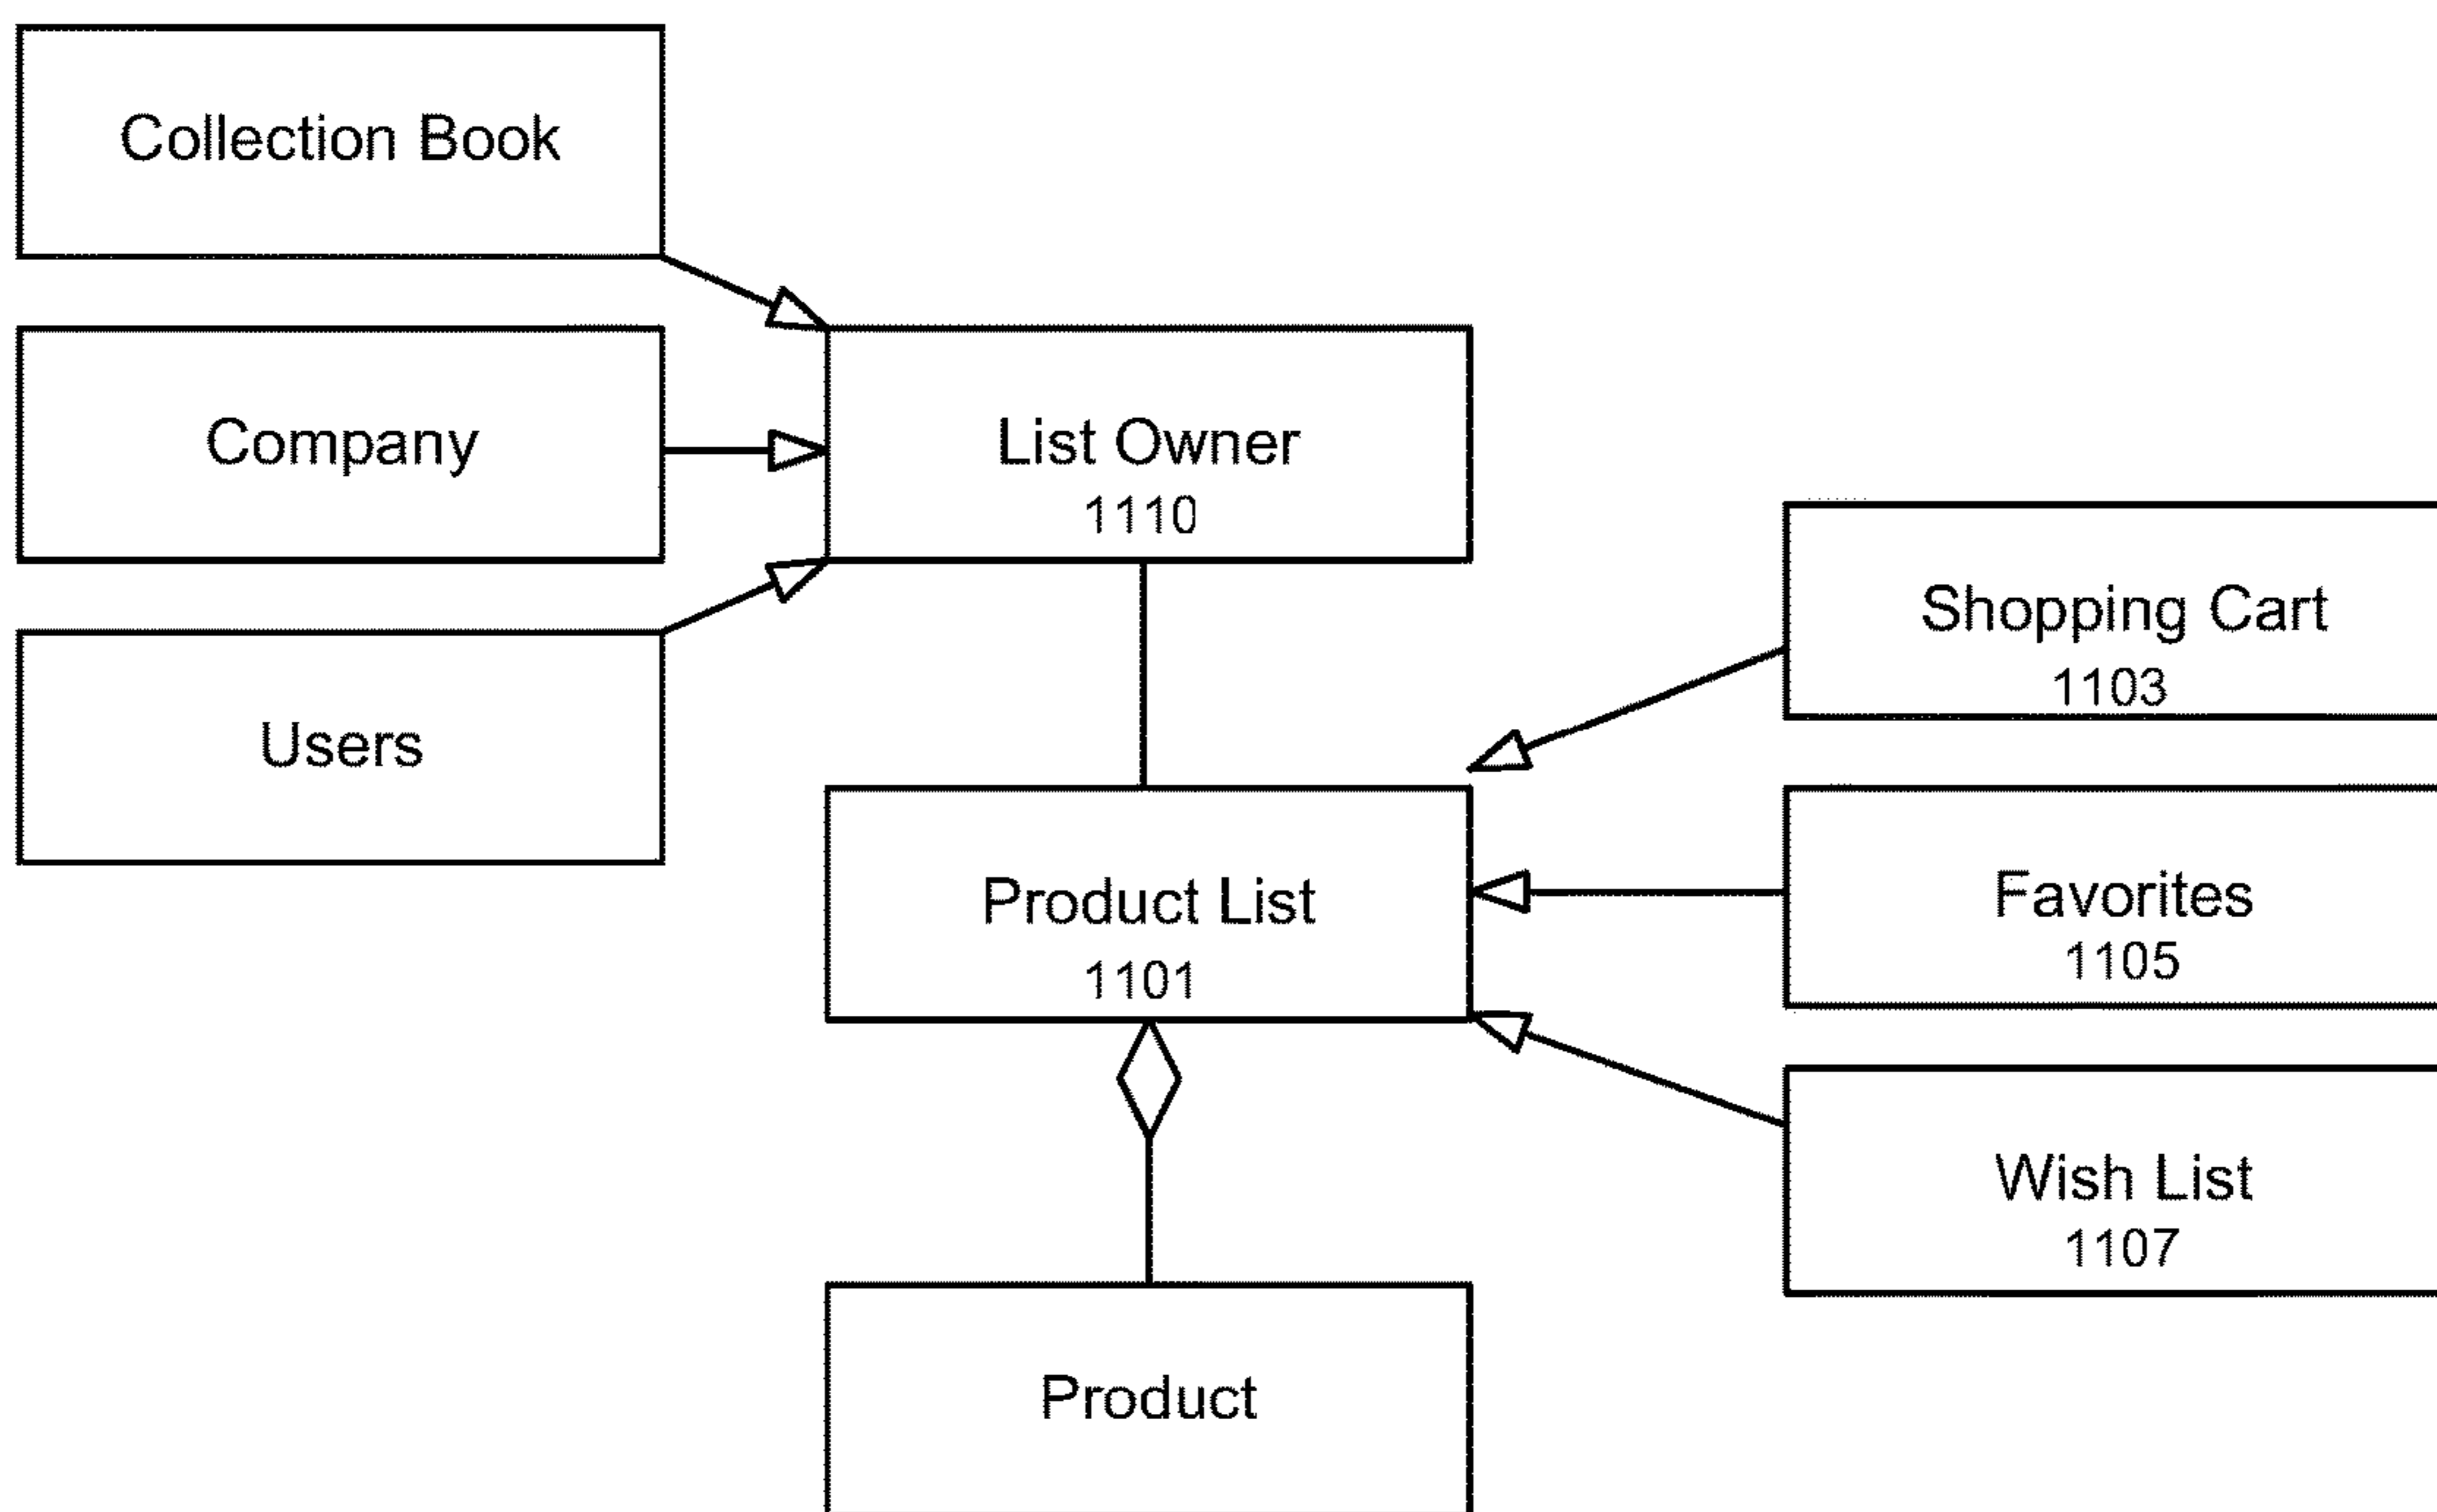 Collection Book
Company
List Owner
1110
Users
Shopping Cart
1103
Product List
1101
Favorites
1105
Wish List
1107
Product